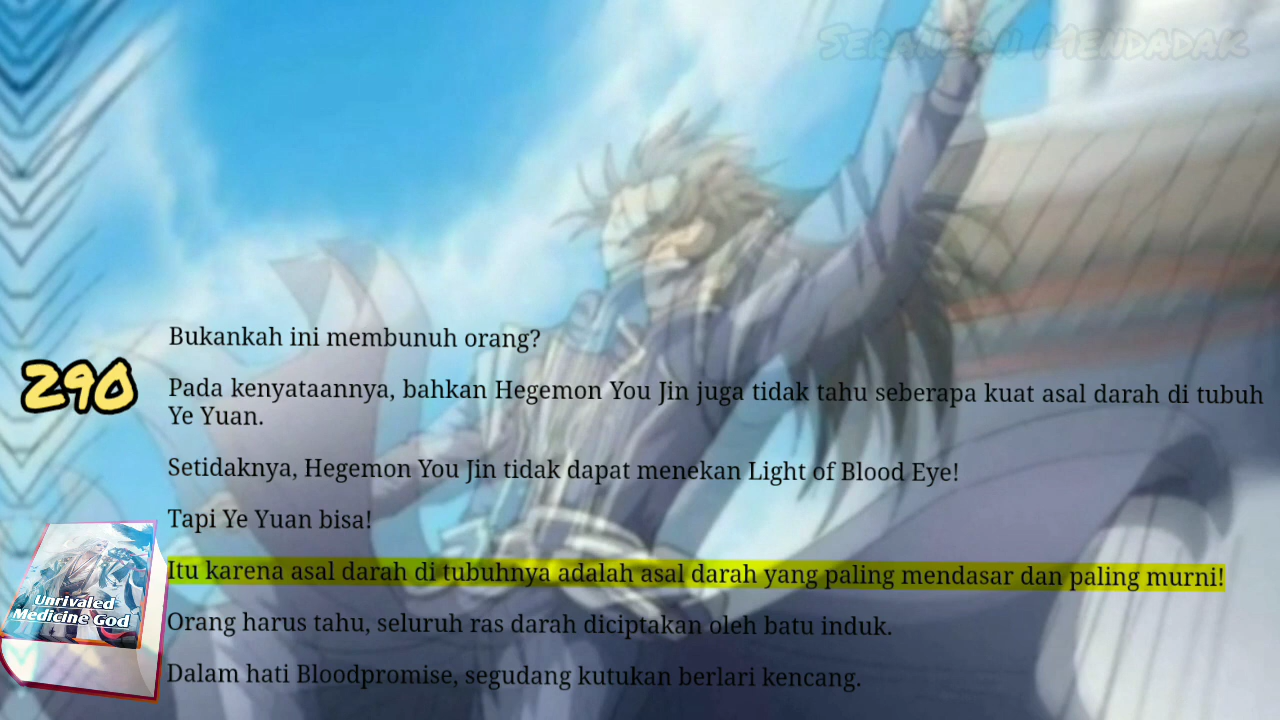 Serangan Mendadak
Bukankah ini membunuh orang?
290
Pada kenyataannya, bahkan Hegemon You Jin juga tidak tahu seberapa kuat asal darah di tubuh
Ye Yuan.
Setidaknya, Hegemon You Jin tidak dapat menekan Light of Blood Eye!
Tapi Ye Yuan bisa!
Itu karena asal darah di tubuhnya adalah asal darah yang paling mendasar dan paling murni!
Orang harus tahu, seluruh ras darah diciptakan oleh batu induk.
Dalam hati Bloodpromise, segudang kutukan berlari kencang.
Unrivaled
Medicine God